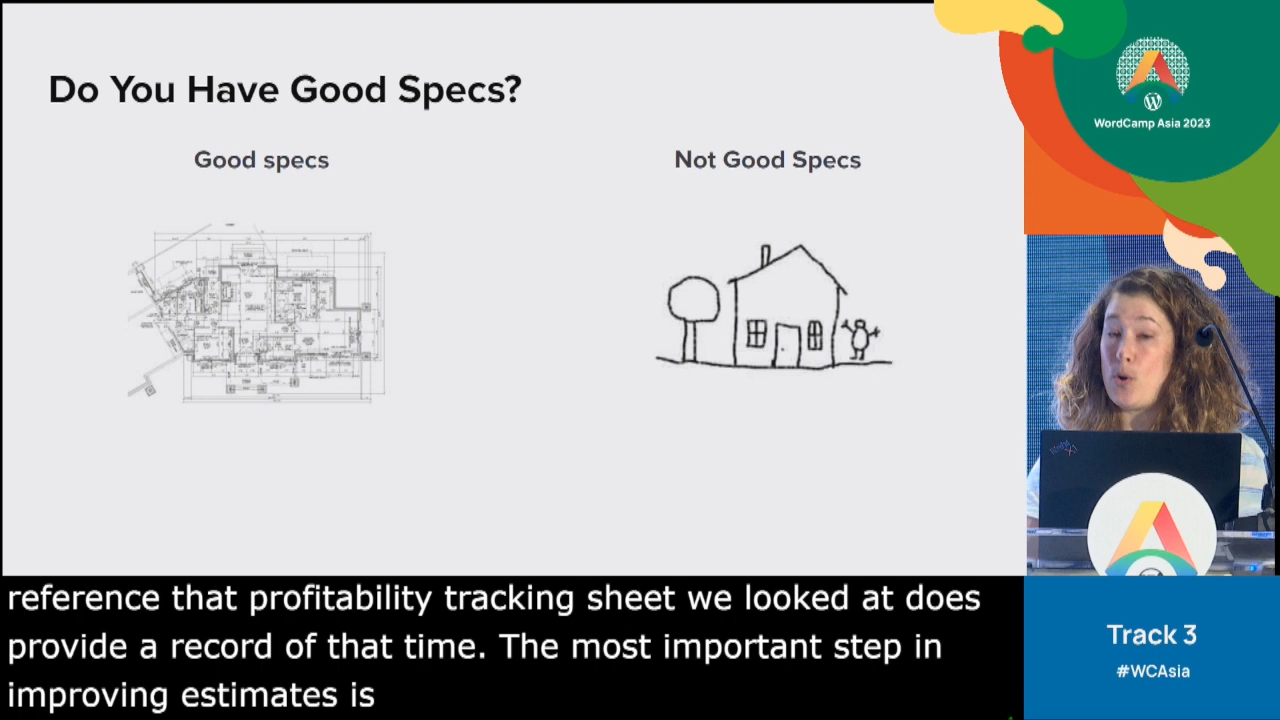 Do You Have Good Specs?
Good specs
Not Good Specs
WordCamp Asia 2023
reference that profitability tracking sheet we looked at does
provide a record of that time. The most important step in
improving estimates is
Track 3
#WCAsia